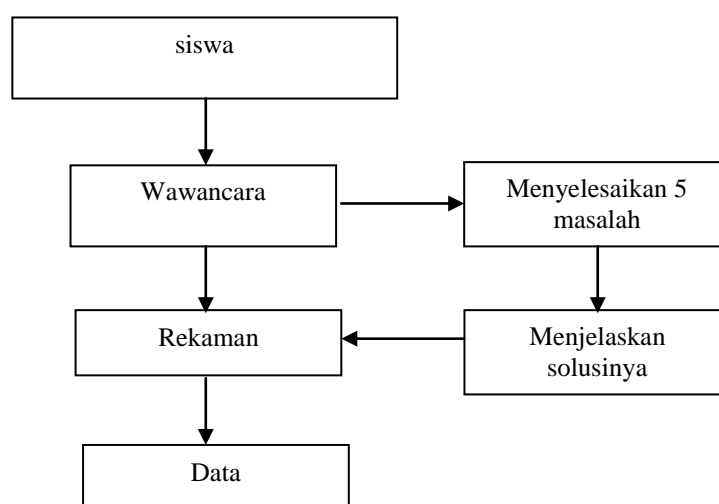 siswa
Wawancara
Menyelesaikan 5
masalah
Rekaman
Menjelaskan
solusinya
Data